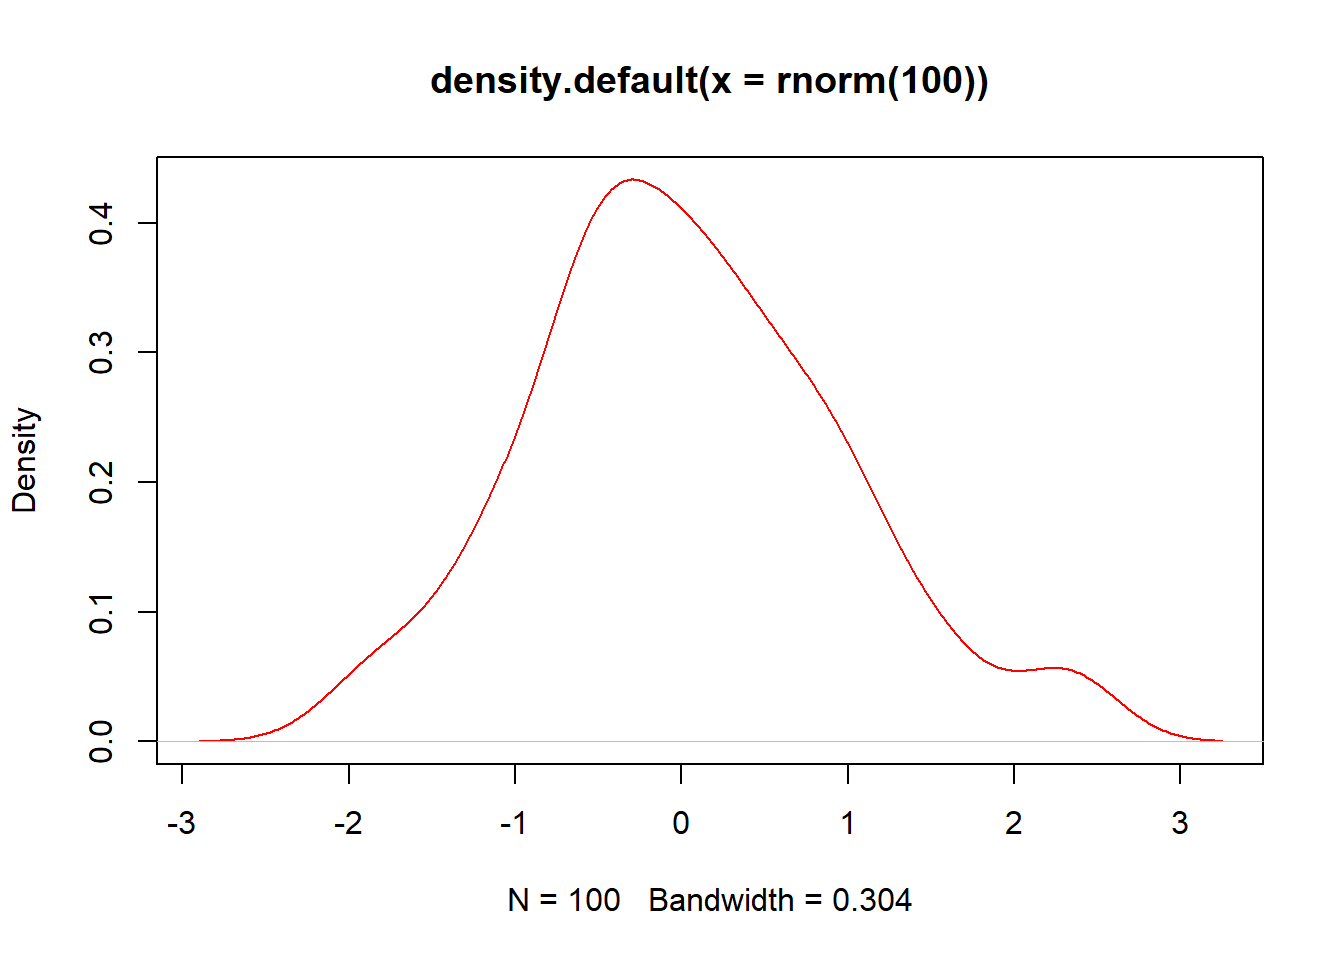 density.default(x = rnorm(100))
Density
0.4
0.3
0.2
0.1
0.0
-3 -2 -1 0 1 2 3
N = 100 Bandwidth = 0.304